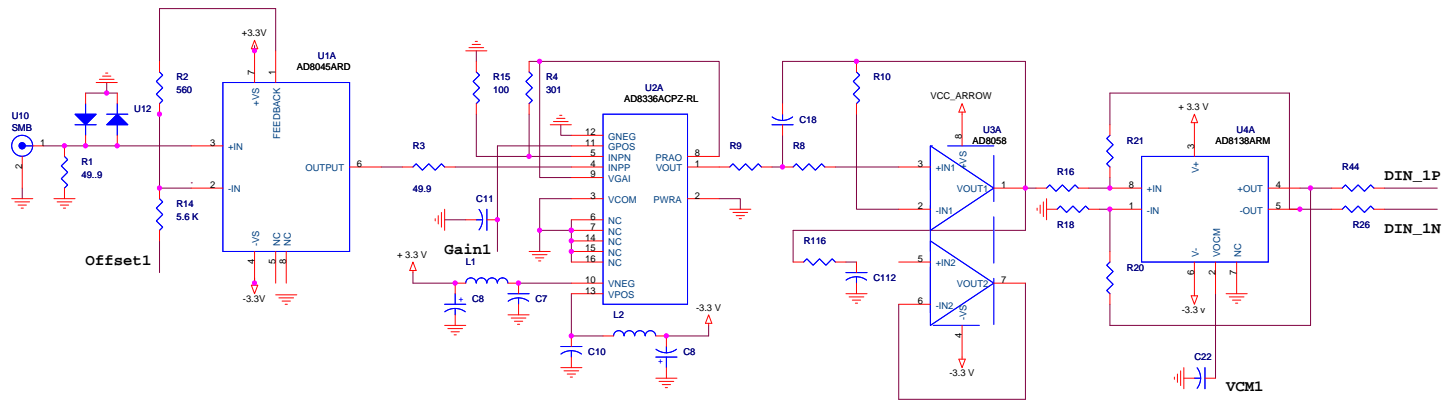 U10
SMB
1
2
R1
49..9
U12
+3.3V
R2
560
R14
5.6 K
Offset1
U1A
AD8045ARD
7
1
+VS
FEEDBACK
3
+IN
2
-IN
OUTPUT
6
-VS
NC
NC
4
5
8
-3.3V
R3
49.9
R15
100
R4
301
C11
Gain1
+ 3.3 V
L1
C8
+
C7
U2A
AD8336ACPZ-RL
12
GNEG
11
GPOS
5
INPN
4
INPP
9
VGAI
3
VCOM
6
NC
7
NC
14
NC
15
NC
16
NC
10
VNEG
13
VPOS
PRAO
8
VOUT
1
PWRA
2
L2
-3.3 V
C10
C8
+
R9
C18
R8
R10
R116
C112
VCC_ARROW
U3A
AD8058
8
+VS
3
+IN1
VOUT1
1
2
-IN1
5
+IN2
VOUT2
7
6
-IN2
-VS
4
-3.3 V
R16
R18
R21
R20
+ 3.3 V
U4A
AD8138ARM
3
V+
8
+IN
1
-IN
+OUT
4
-OUT
5
V-
VOCM
NC
6
2
7
-3.3 v
C22
VCM1
R44
DIN_1P
R26
DIN_1N